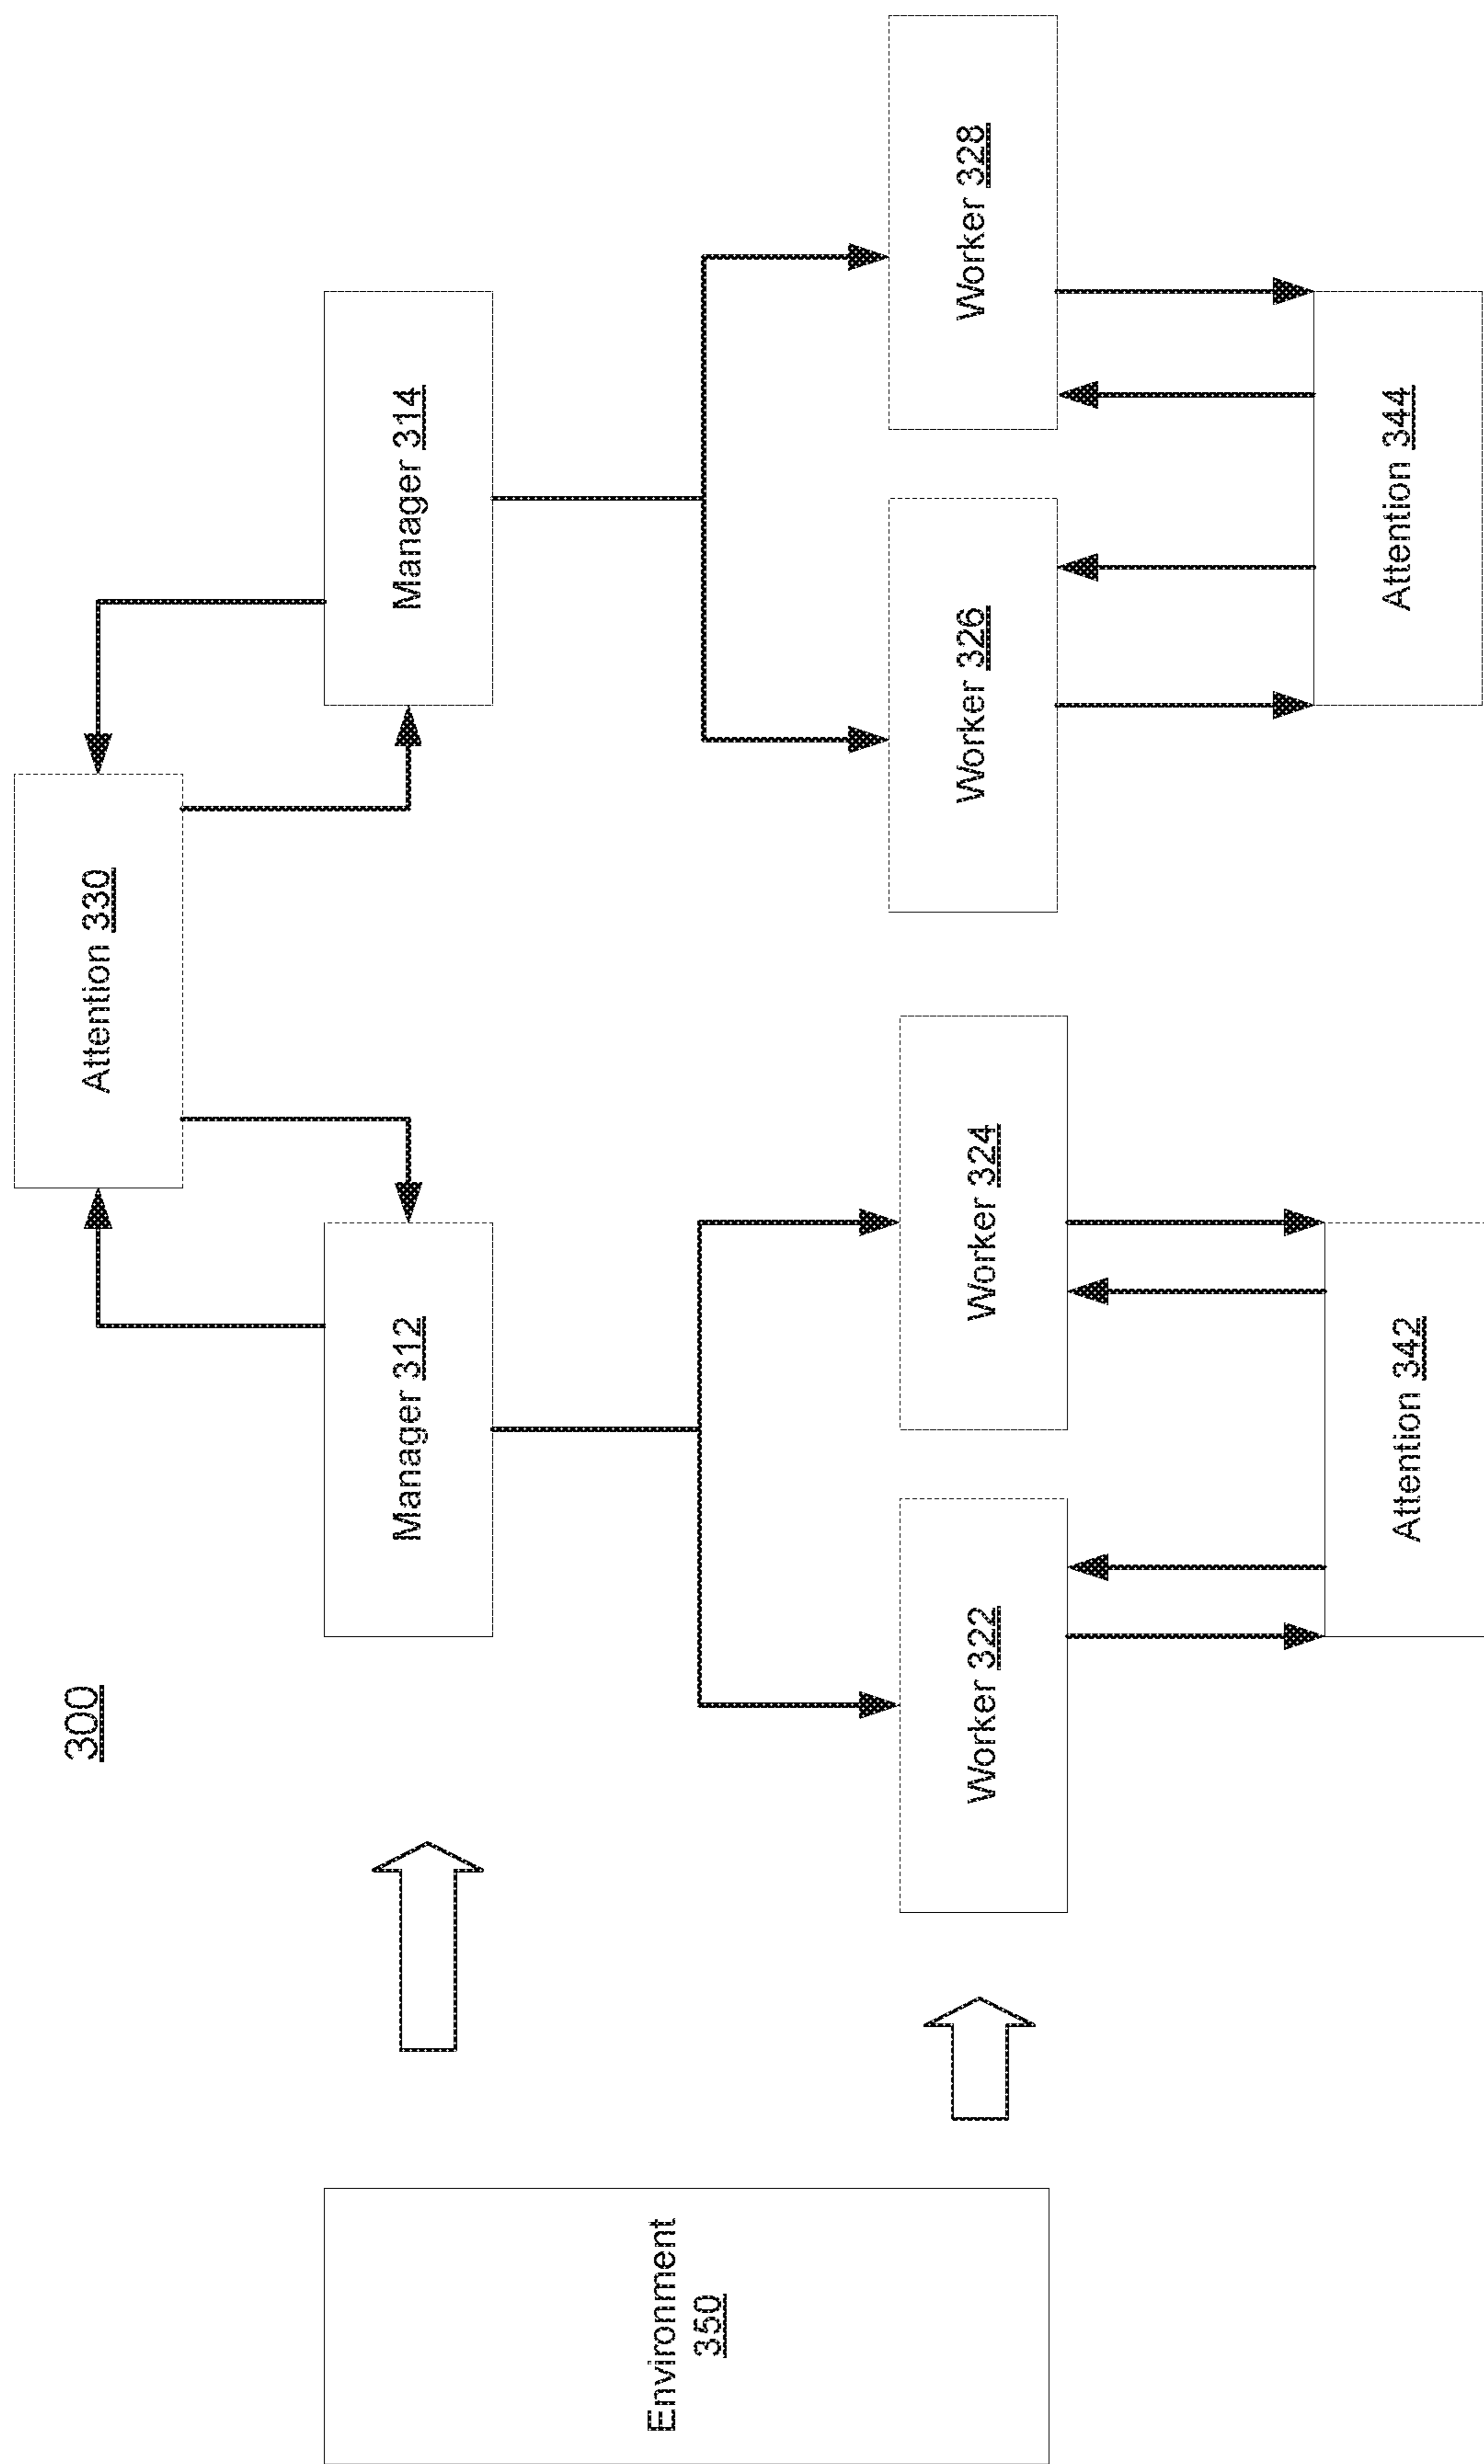 300
Attention 330
Manager 312
Manager 314
Environment
350
Worker 322
Worker 324
Worker 326
Worker 328
Attention 342
Attention 344